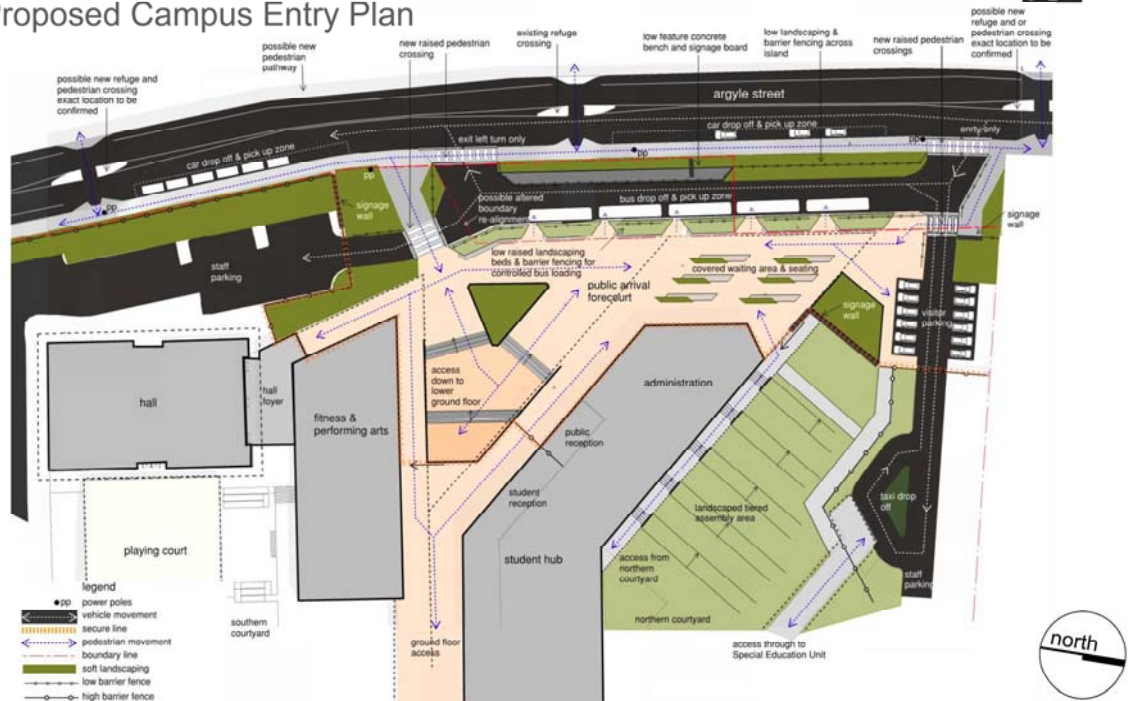 Proposed Campus Entry Plan
possible new
refuge and or
pedestrian crossing
exact location to be
confirmed
possible new
pedestrian
pathway
new raised pedestrian
crossing
existing refuge
crossing
low feature concrete
bench and signage board
low landscaping &
barrier fencing across
island
new raised pedestrian
crossings
possible new refuge and
pedestrian crossing
exact location to be
confirmed
argyle street
car drop off & pick up zone
exit left turn only
pp
car drop off & pick up zone
pp
entry only
pp
pp
signage
wall
possible altered
boundary
re-alignment
bus drop off & pick up zone
signage
wall
staff
parking
low raised landscaping
beds & barrier fencing for
controlled bus loading
public arrival
forecourt
covered waiting area & seating
signage
wall
visitor
parking
hall
hall
foyer
fitness &
performing arts
access
down to
lower
ground floor
administration
public
reception
student
reception
student hub
landscaped tiered
assembly area
taxi drop
off
staff
parking
access from
northern
courtyard
northern courtyard
access through to
Special Education Unit
playing court
southern
courtyard
ground floor
access
legend
pp power poles
vehicle movement
secure line
pedestrian movement
boundary line
soft landscaping
low barrier fence
high barrier fence
north